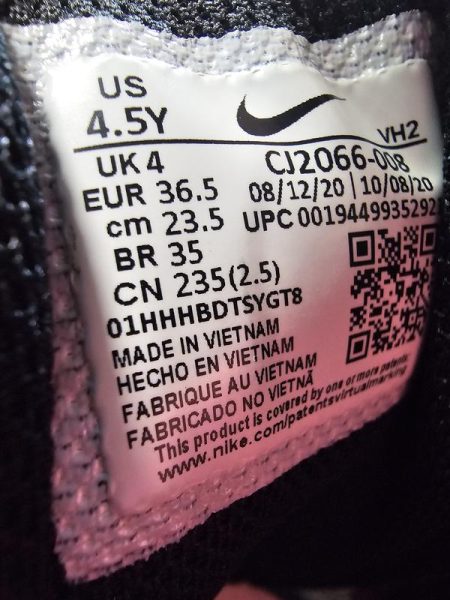 US
4.5Y
VH2
UK 4
CJ2066-008
EUR 36.5
08/12/20 | 10/08/20
cm 23.5
UPC 0019449935292
BR 35
CN 235(2.5)
01HHHBDTSYGT8
MADE IN VIETNAM
HECHO EN VIETNAM
FABRIQUE AU VIETNAM
FABRICADO NO VIETNÃ
This product is covered by one or more patents
www.nike.com/patentsvirtualmarking